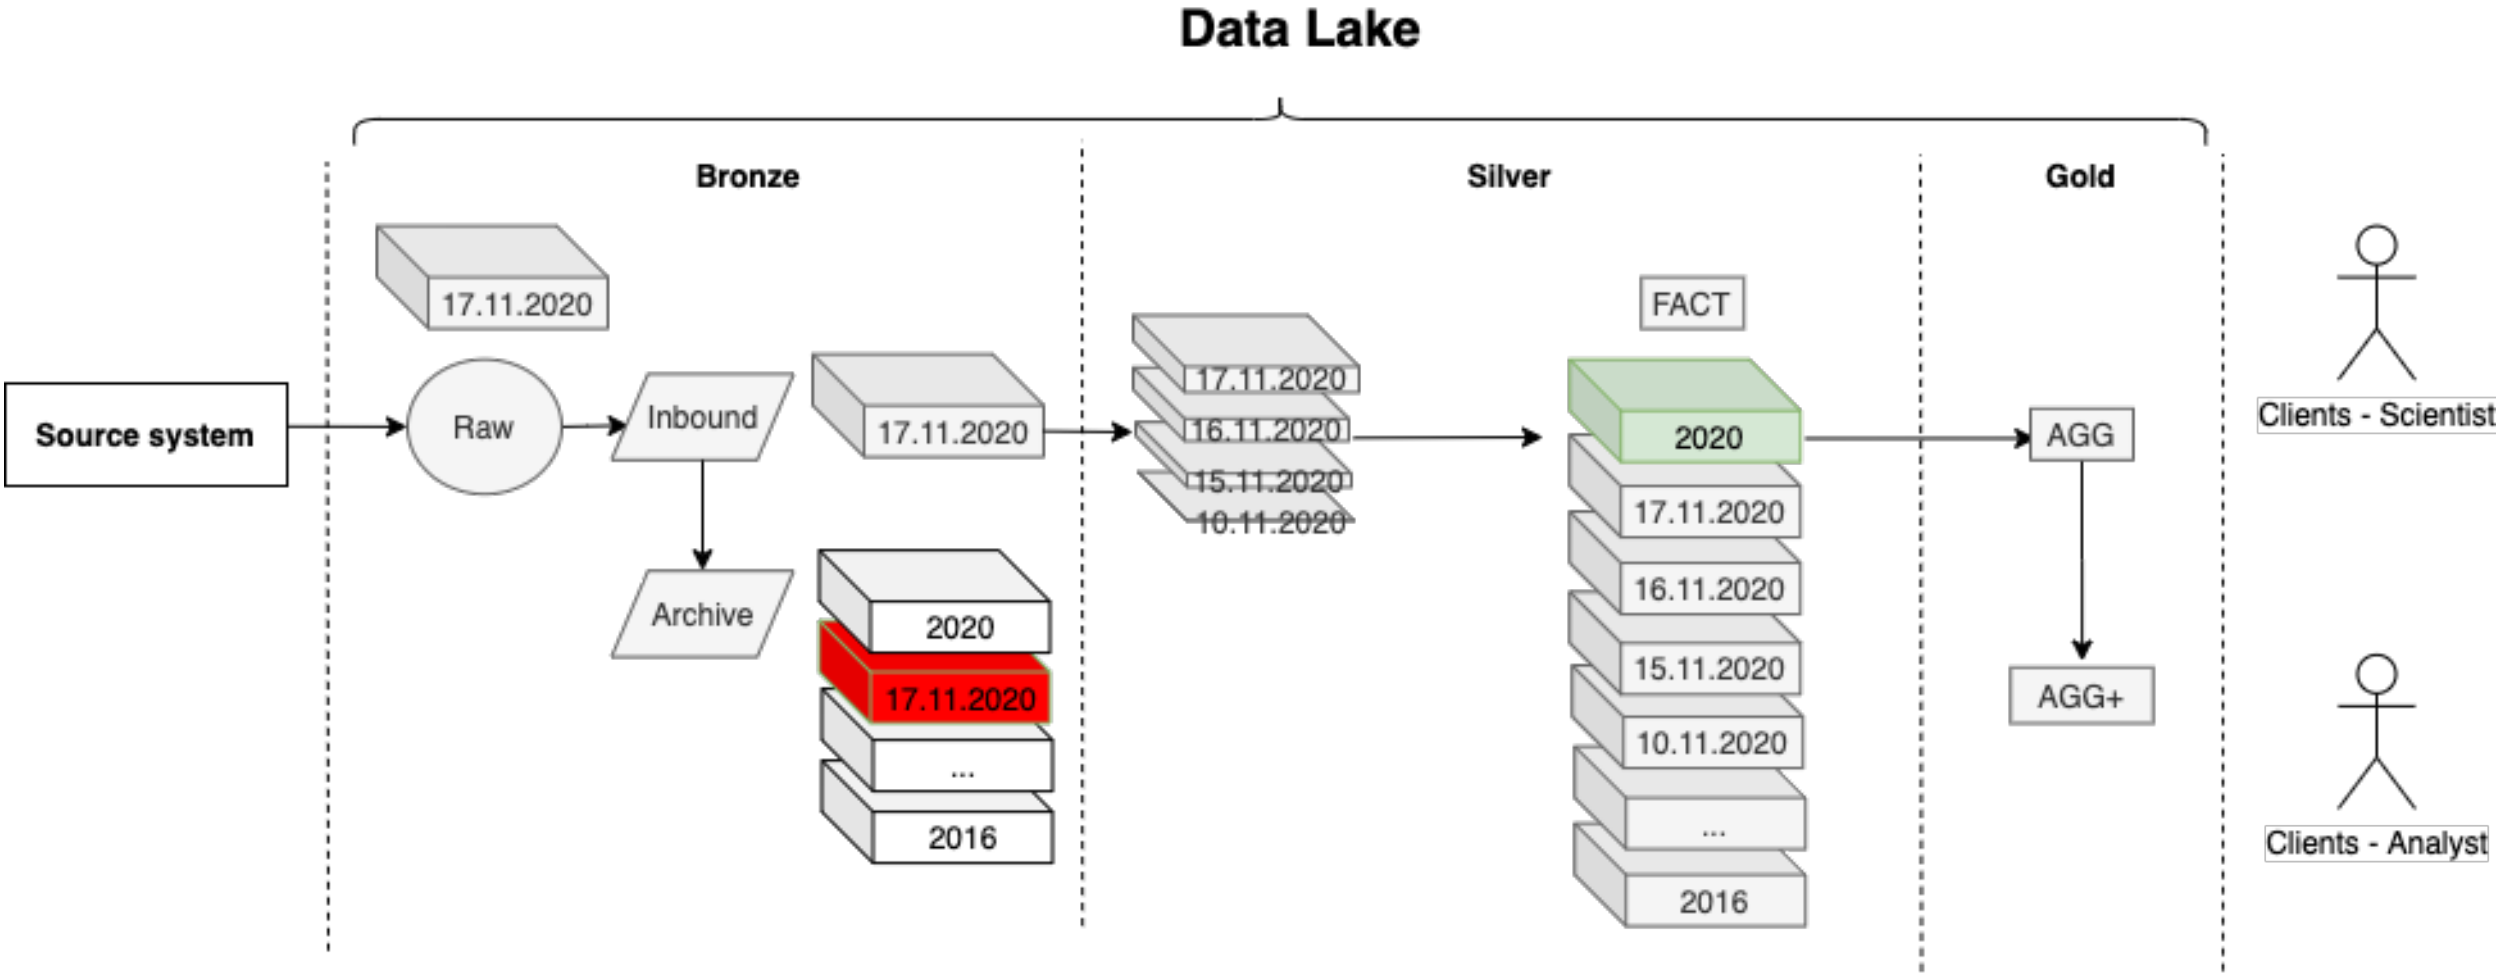 Data Lake
Bronze
Silver
Gold
17.11.2020
Source system
Raw
Inbound
17.11.2020
Archive
2020
17.11.2020
...
2016
17.11.2020
16.11.2020
15.11.2020
10.11.2020
FACT
2020
17.11.2020
16.11.2020
15.11.2020
10.11.2020
...
2016
AGG
AGG+
Clients - Scientist
Clients - Analyst